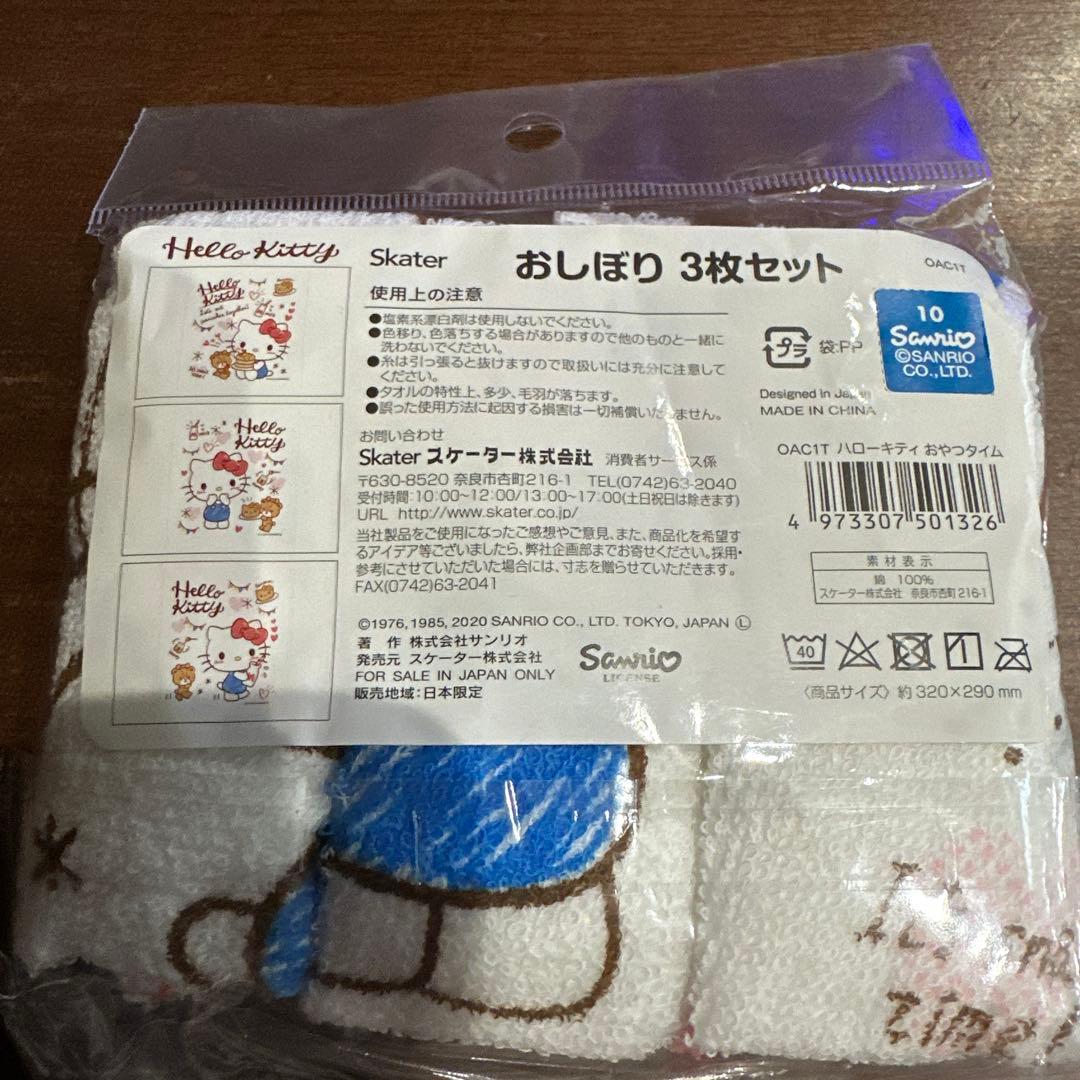 Hello Kitty
Skater
おしぼり 3枚セット
OAC1T
Hello
Kitty
Hello
Kitty
Hello
Kitty
使用上の注意
●塩素系漂白剤は使用しないでください。
●色移り、色落ちする場合がありますので他のものと一緒に
洗わないでください。
●糸は引っ張ると抜けますので取扱いには充分に注意して
ください。
●タオルの特性上、多少、毛羽が落ちます。
●誤った使用方法に起因する損害は一切補償いたしません。
お問い合わせ
Skater スケーター株式会社 消費者サービス係
〒630-8520 奈良市杏町216-1 TEL(0742)63-2040
受付時間:10:00~12:00/13:00~17:00(土日祝日は除きます)
URL http://www.skater.co.jp/
当社製品をご使用になったご感想やご意見、また、商品化を希望す
るアイデア等ございましたら、弊社企画部までお寄せください。採用・
参考にさせていただいた場合には、寸志を贈らせていただきます。
FAX(0742)63-2041
©1976, 1985, 2020 SANRIO CO., LTD. TOKYO, JAPAN Ⓛ
著 作 株式会社サンリオ
発売元 スケーター株式会社
FOR SALE IN JAPAN ONLY
販売地域:日本限定
Sanrio
LICENSE
プラ 袋:PP
10
Sanrio
©SANRIO
CO.,LTD.
Designed in Japan
MADE IN CHINA
OAC1T ハローキティ おやつタイム
4 973307 501326
素材表示
綿 100%
スケーター株式会社 奈良市杏町216-1
40
1
〈商品サイズ〉約320×290mm
time!